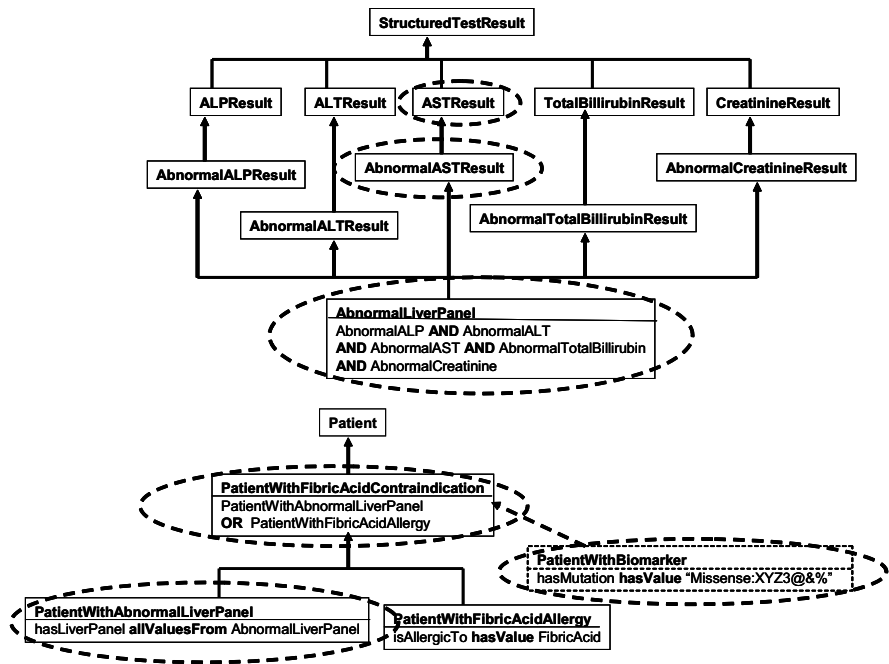 StructuredTestResult
ALPResult
ALTResult
ASTResult
TotalBillirubinResult
CreatinineResult
AbnormalALPResult
AbnormalASTResult
AbnormalCreatinineResult
AbnormalALTResult
AbnormalTotalBillirubinResult
AbnormalLiverPanel
AbnormalALP AND AbnormalALT
AND AbnormalAST AND AbnormalTotalBillirubin
AND AbnormalCreatinine
Patient
PatientWithFibricAcidContraindication
PatientWithAbnormalLiverPanel
OR PatientWithFibricAcidAllergy
PatientWithBiomarker
hasMutation hasValue “Missense:XYZ3@&%”
PatientWithAbnormalLiverPanel
hasLiverPanel allValuesFrom AbnormalLiverPanel
PatientWithFibricAcidAllergy
isAllergicTo hasValue FibricAcid